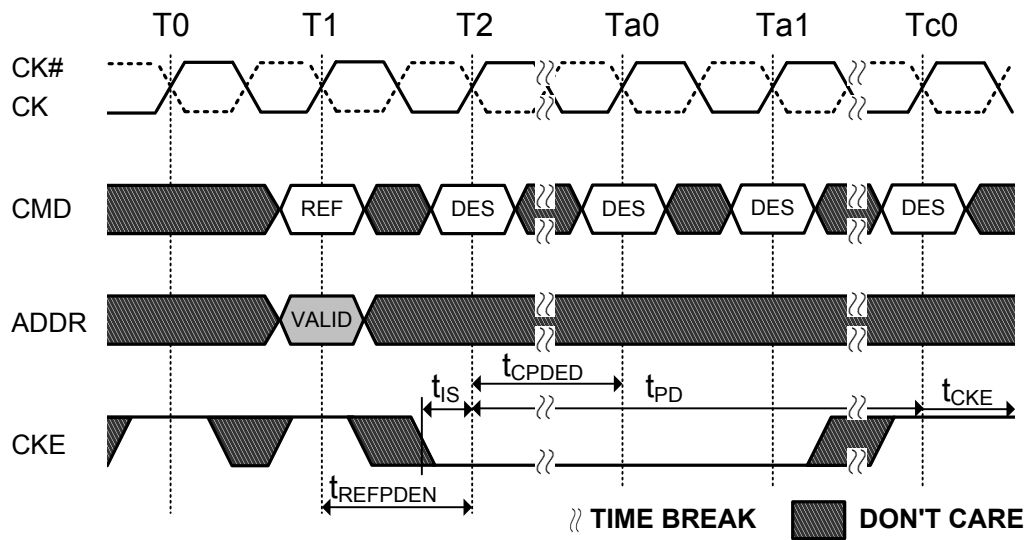 T0 T1 T2 Ta0 Ta1 Tc0
CK#
CK
CMD REF DES DES DES DES
ADDR VALID
tCPDED
tIS tPD tCKE
CKE
tREFPDEN
TIME BREAK DON'T CARE